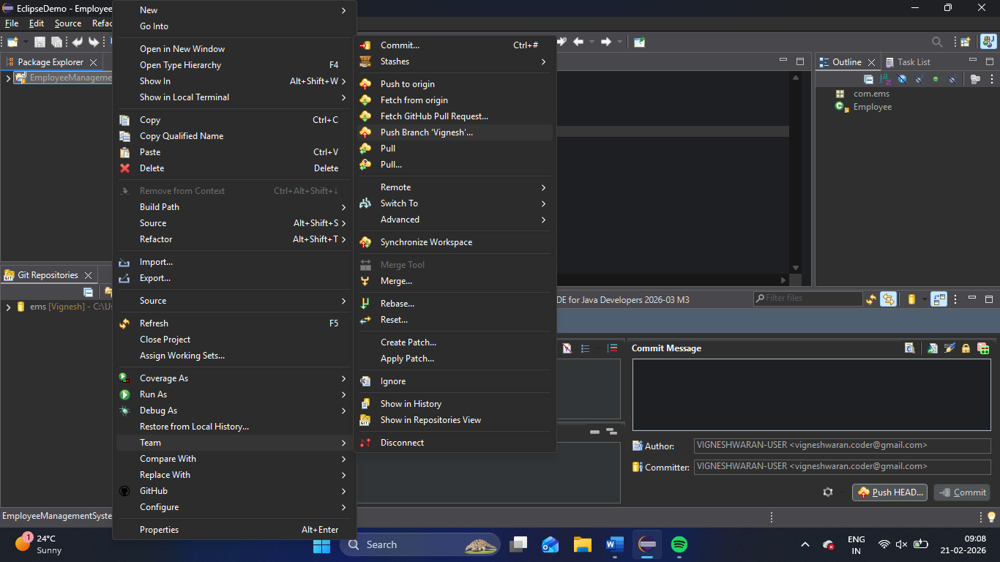 EclipseDemo - Employee
File Edit Source Refac
Package Explorer
EmployeeManageme
Git Repositories
ems [Vignesh] - C:\Us
EmployeeManagementSyste
New
Go Into
Open in New Window
Open Type Hierarchy F4
Show In Alt+Shift+W
Show in Local Terminal
Copy Ctrl+C
Copy Qualified Name
Paste Ctrl+V
Delete Delete
Remove from Context Ctrl+Alt+Shift+↓
Build Path
Source Alt+Shift+S
Refactor Alt+Shift+T
Import...
Export...
Source
Refresh F5
Close Project
Assign Working Sets...
Coverage As
Run As
Debug As
Restore from Local History...
Team
Compare With
Replace With
GitHub
Configure
Properties Alt+Enter
Commit... Ctrl+#
Stashes
Push to origin
Fetch from origin
Fetch GitHub Pull Request...
Push Branch 'Vignesh'...
Pull
Pull...
Remote
Switch To
Advanced
Synchronize Workspace
Merge Tool
Merge...
Rebase...
Reset...
Create Patch...
Apply Patch...
Ignore
Show in History
Show in Repositories View
Disconnect
Outline Task List
com.ems
Employee
DE for Java Developers 2026-03 M3
Filter files
Commit Message
Author: VIGNESHWARAN-USER <vigneshwaran.coder@gmail.com>
Committer: VIGNESHWARAN-USER <vigneshwaran.coder@gmail.com>
Push HEAD... Commit
1
24°C
Sunny
Search
ENG
IN
09:08
21-02-2026